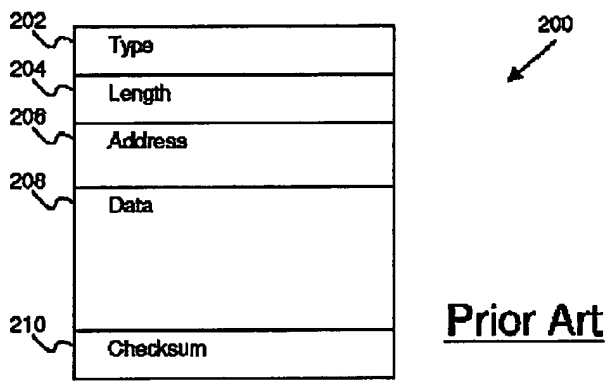 202
Type
200
204
Length
206
Address
208
Data
210
Checksum
Prior Art